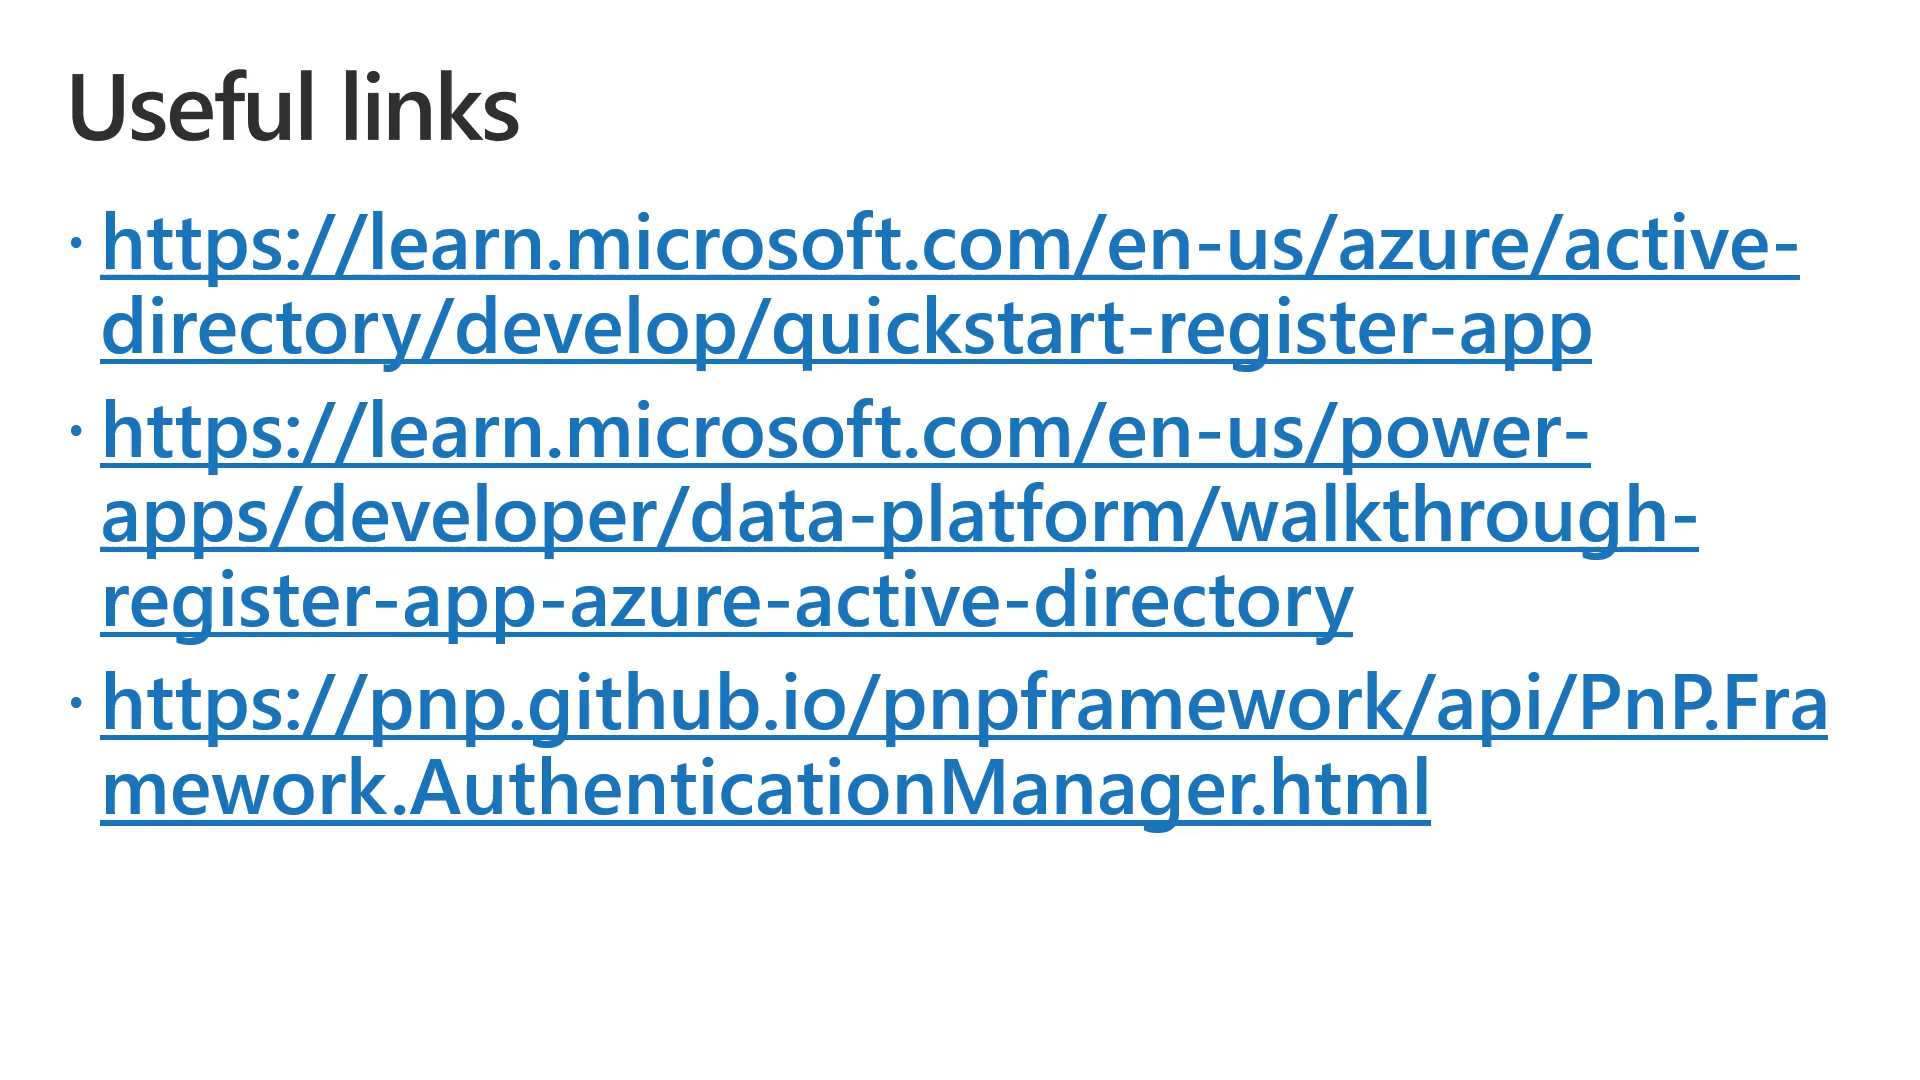 Useful links
• https://learn.microsoft.com/en-us/azure/active-
directory/develop/quickstart-register-app
• https://learn.microsoft.com/en-us/power-
apps/developer/data-platform/walkthrough-
register-app-azure-active-directory
• https://pnp.github.io/pnpframework/api/PnP.Fra
mework.AuthenticationManager.html